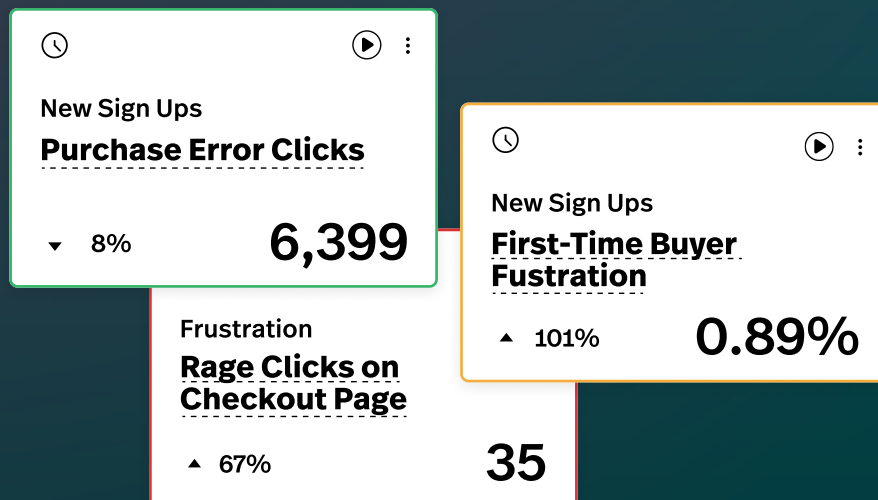 New Sign Ups
Purchase Error Clicks
8%
6,399
New Sign Ups
First-Time Buyer
Fustration
101%
0.89%
Frustration
Rage Clicks on
Checkout Page
67%
35